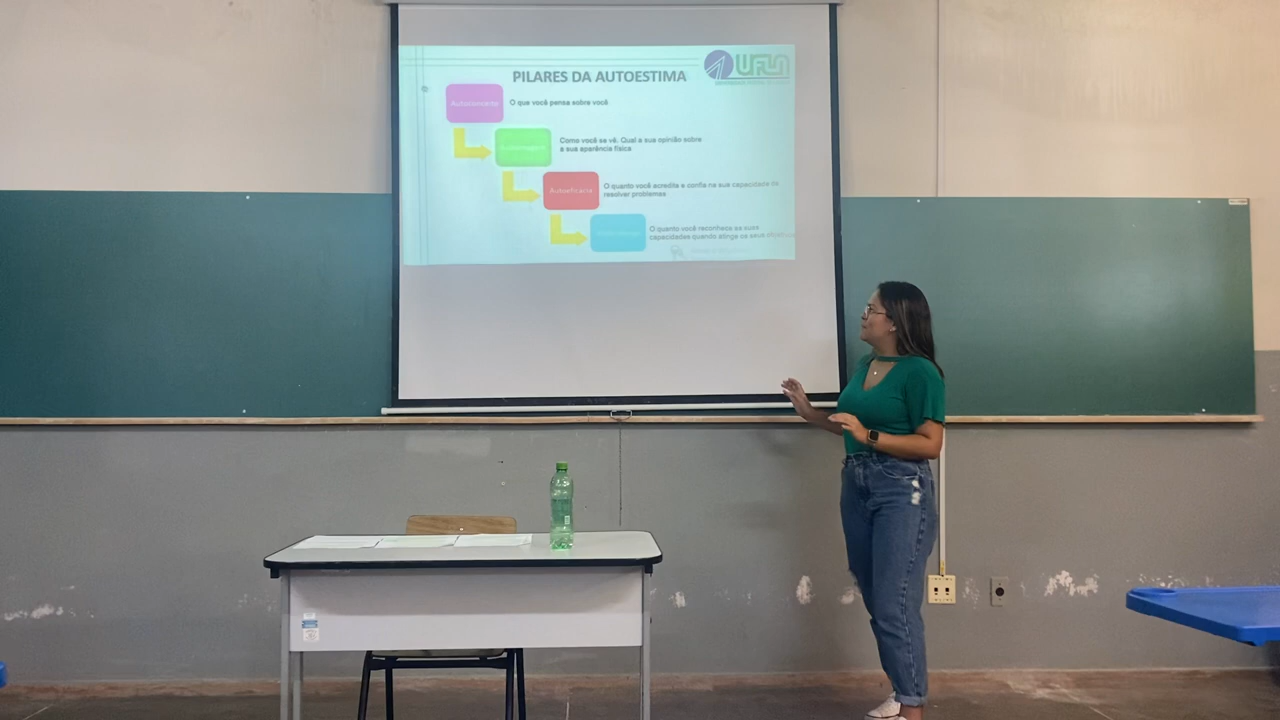 PILARES DA AUTOESTIMA
UFLA
O que você pensa sobre você
Como você se vê. Qual a sua opinião sobre
a sua aparência física
Autoeficácia
O quanto você acredita e confia na sua capacidade de
resolver problemas
O quanto você reconhece as suas
capacidades quando atinge os seus objetivos